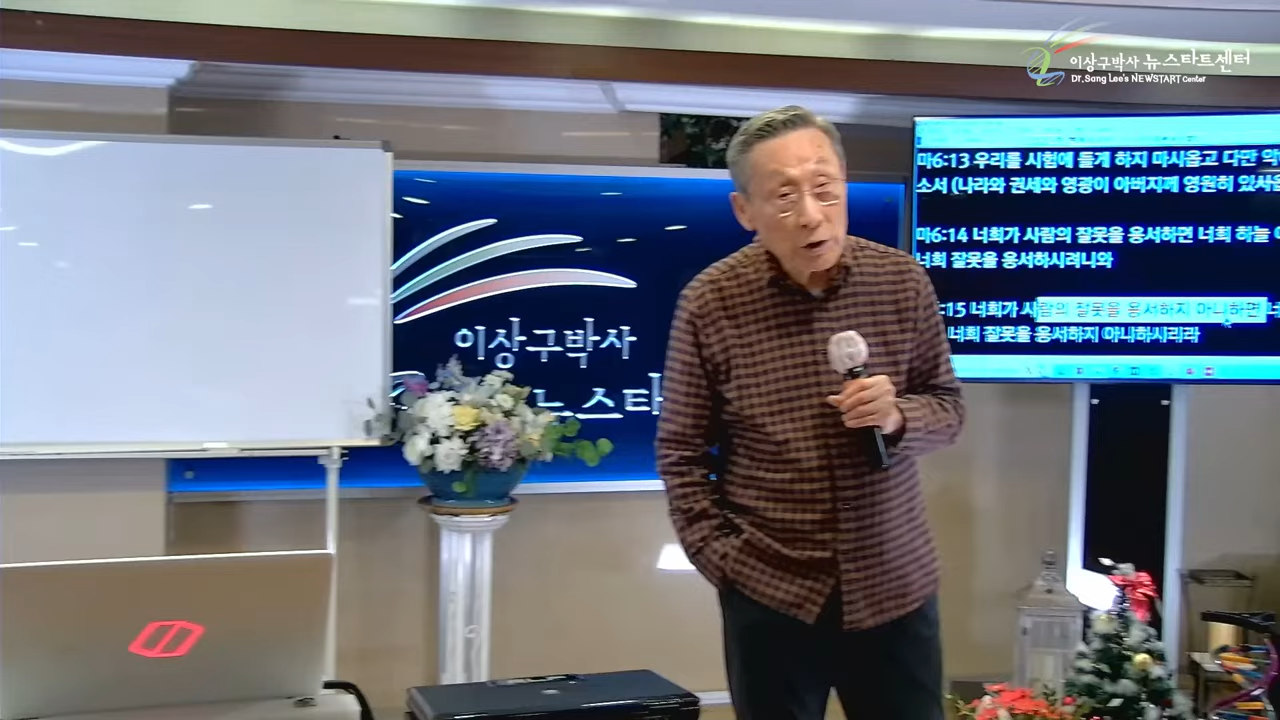 이상구박사 뉴스타트센터
Dr. Sang Lee's NEWSTART Center
마6:13 우리를 시험에 들게 하지 마시옵고 다만 악
소서 (나라와 권세와 영광이 아버지께 영원히 있사옵
마6:14 너희가 사람의 잘못을 용서하면 너희 하늘
너희 잘못을 용서하시려니와
:15 너희가 사람의 잘못을 용서하지 아니하면 너
너희 잘못을 용서하지 아니하시리라
이상구박사
뉴스타